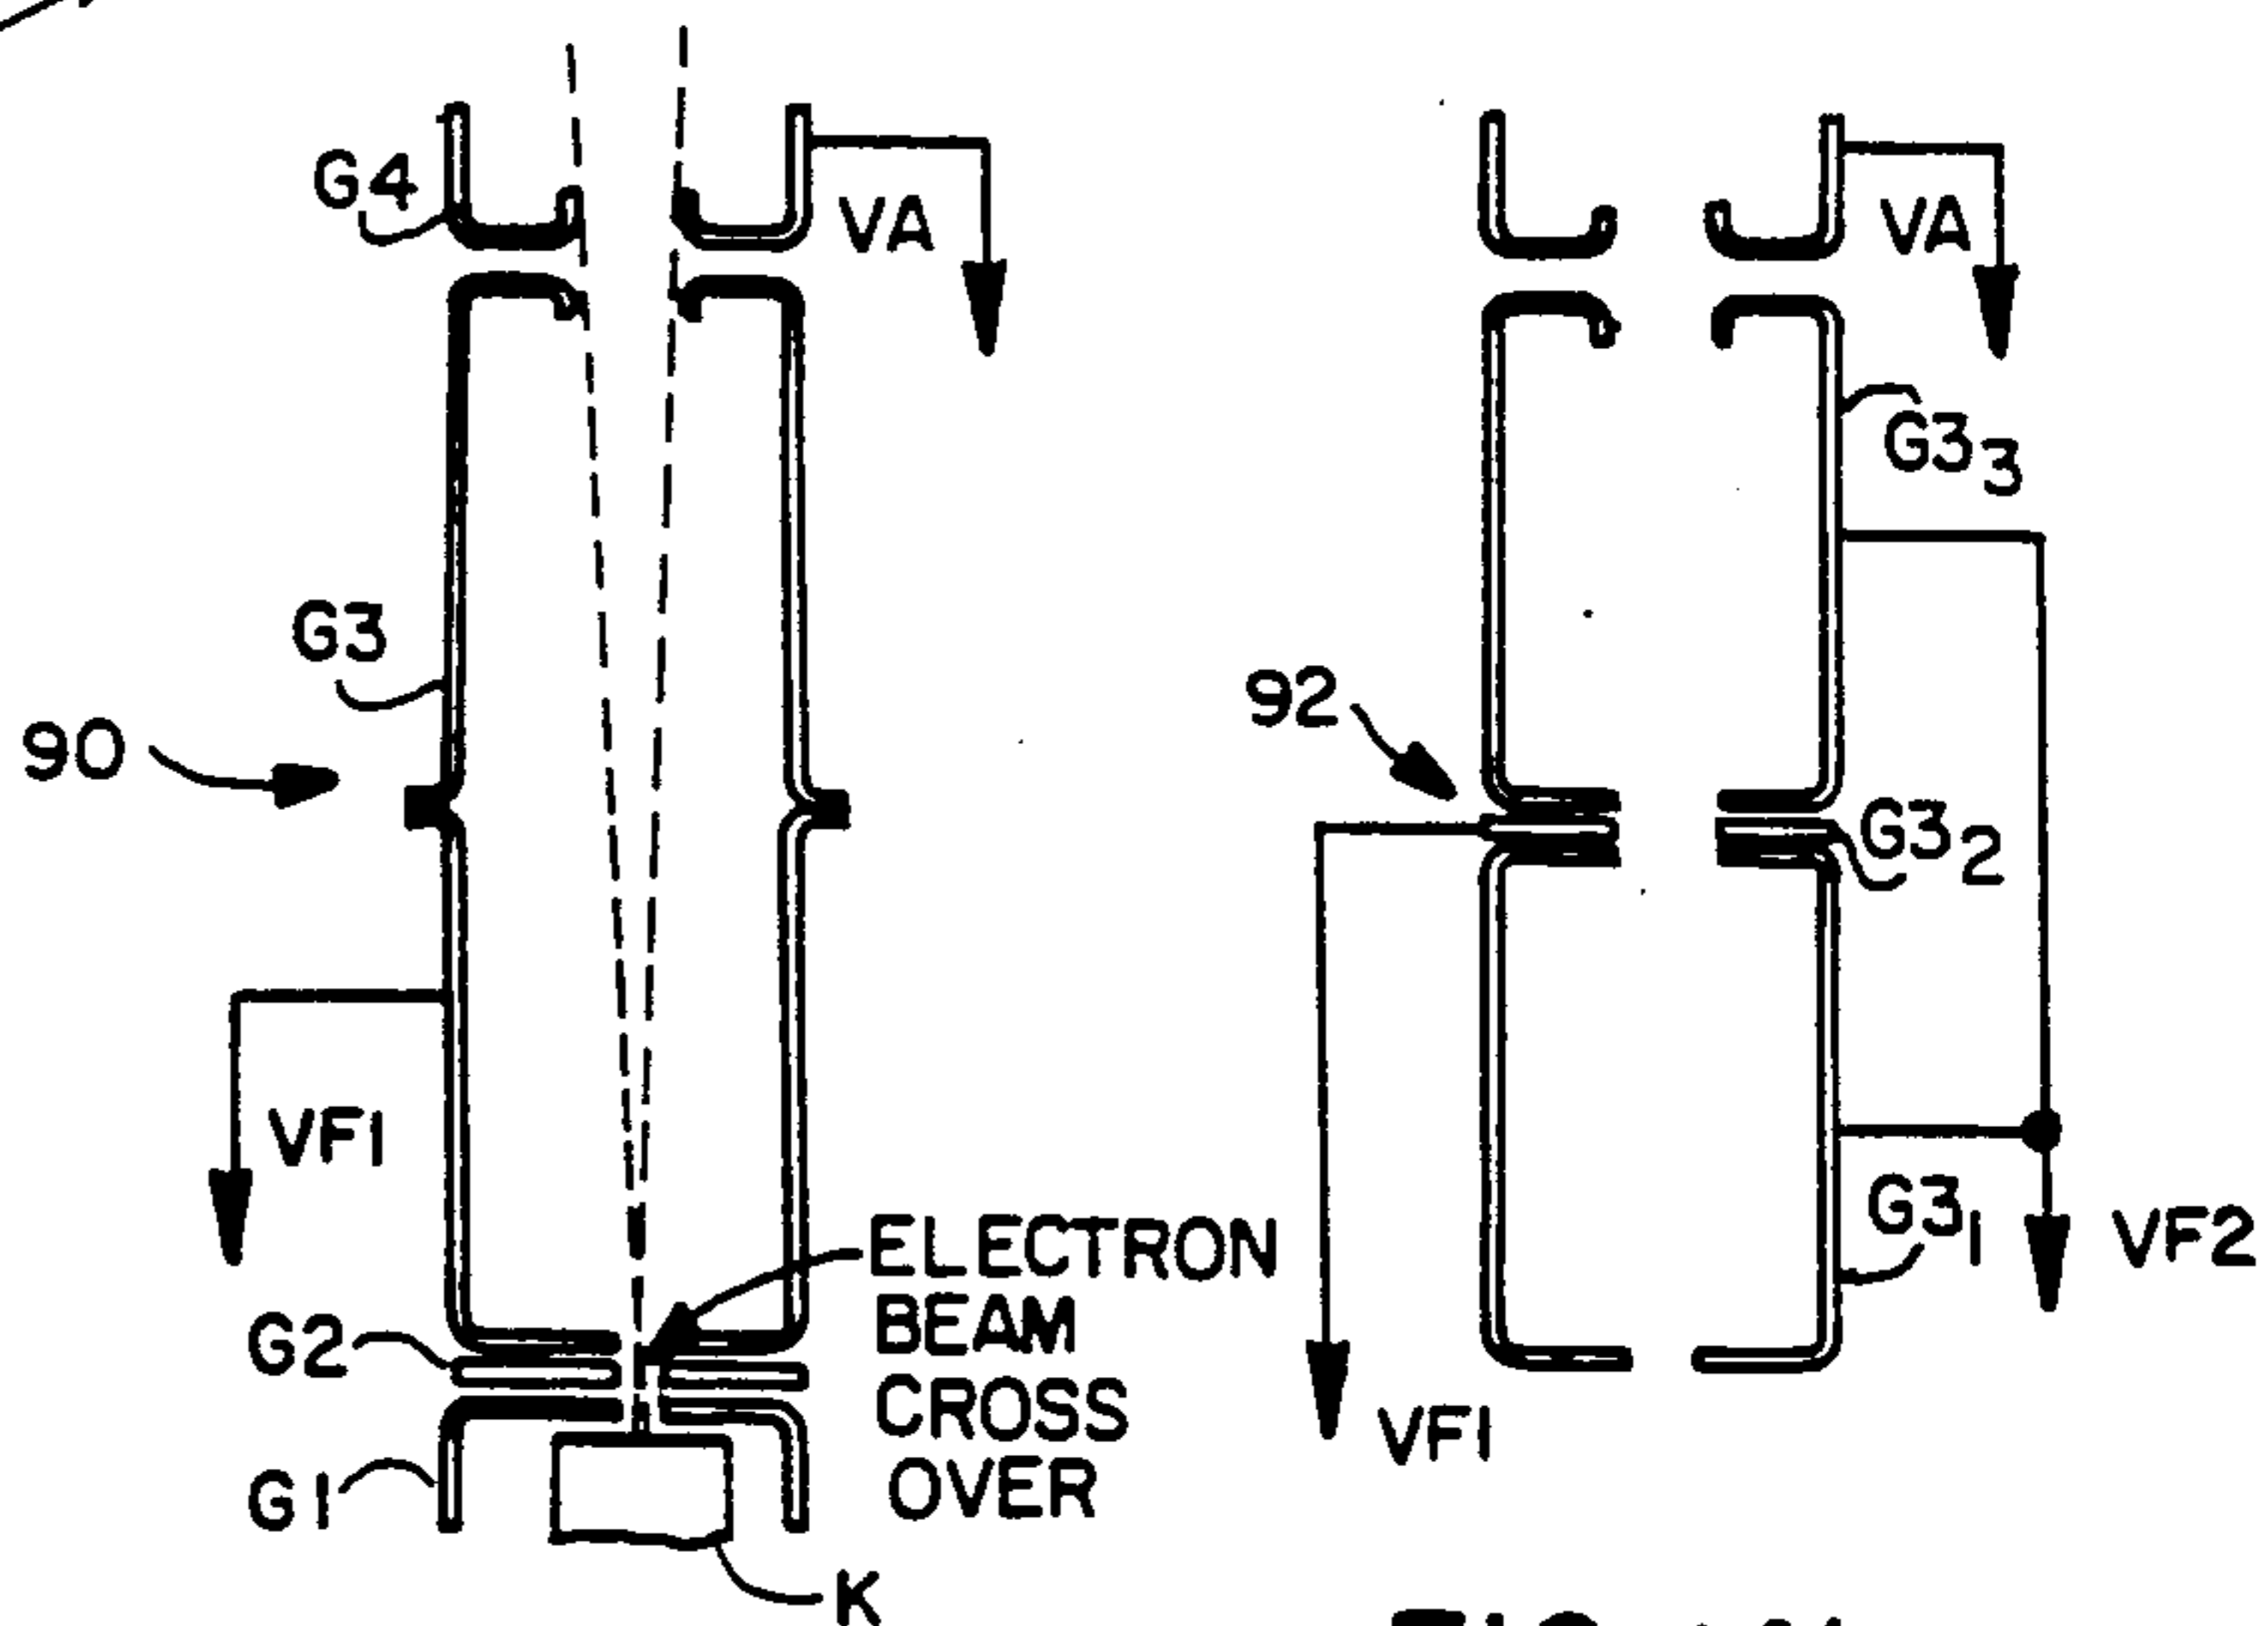 G4
VA
G3
90
VF1
G2
ELECTRON
BEAM
CROSS
OVER
G1
K
VA
G33
92
G32
G31
VF2
VF1